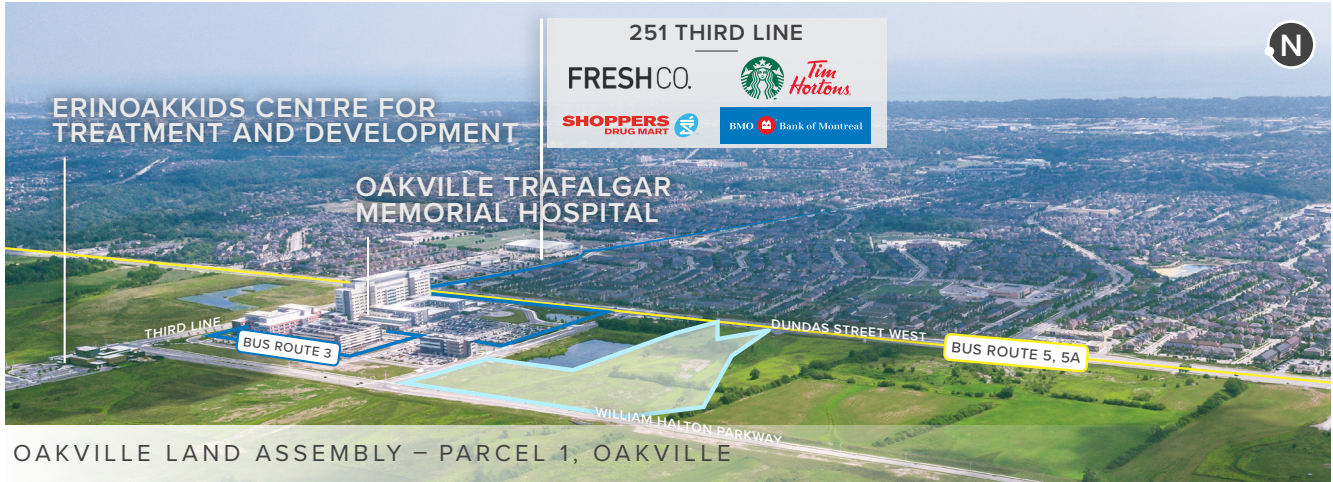 251 THIRD LINE
N
FRESHCO.
Tim
Hortons
ERINOAKKIDS CENTRE FOR
TREATMENT AND DEVELOPMENT
SHOPPERS
DRUG MART
BMO Bank of Montreal
OAKVILLE TRAFALGAR
MEMORIAL HOSPITAL
THIRD LINE
BUS ROUTE 3
DUNDAS STREET WEST
BUS ROUTE 5, 5A
WILLIAM HALTON PARKWAY
OAKVILLE LAND ASSEMBLY – PARCEL 1, OAKVILLE